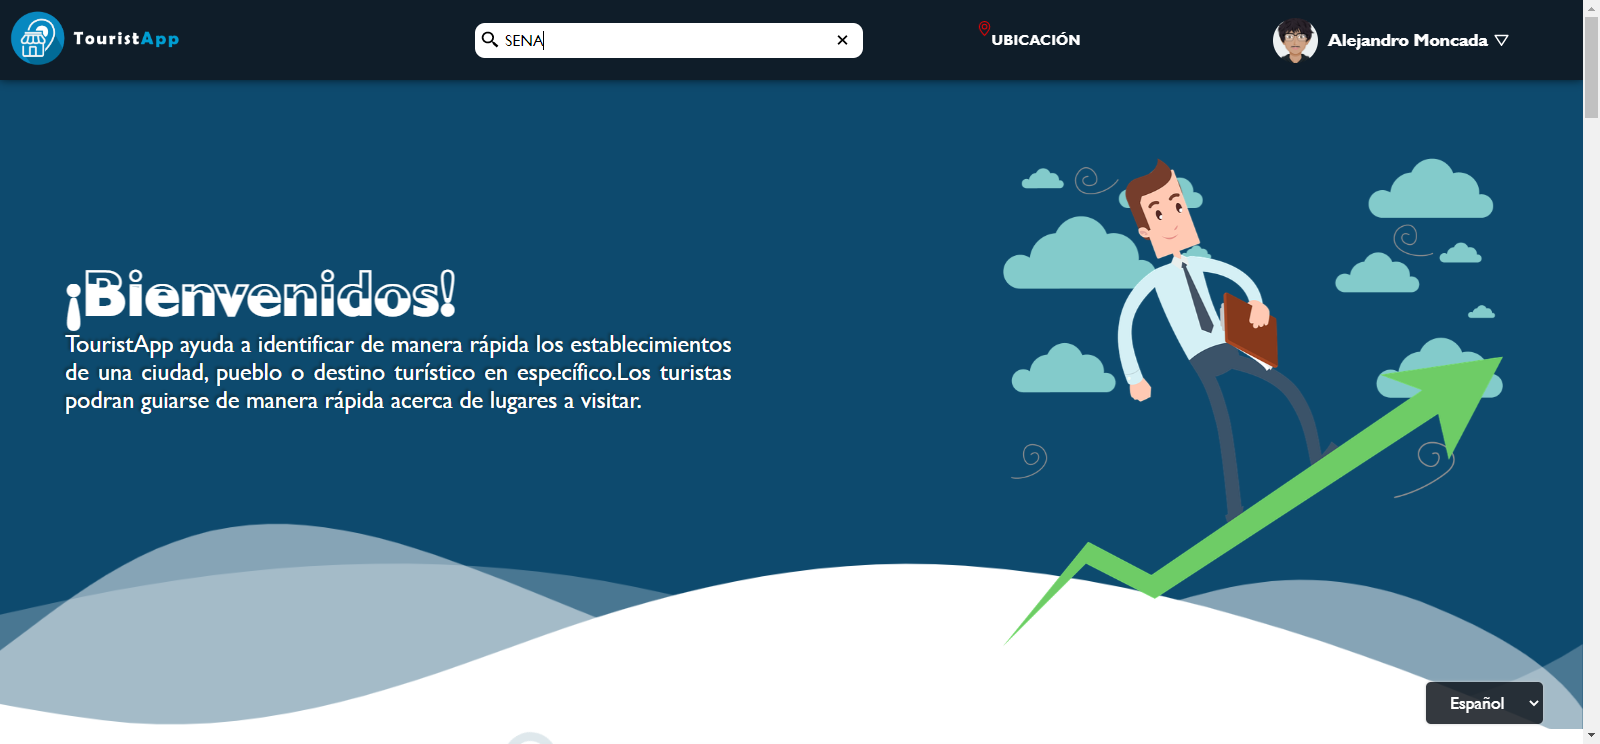 TouristApp
SENA
UBICACIÓN
Alejandro Moncada
¡Bienvenidos!
TouristApp ayuda a identificar de manera rápida los establecimientos
de una ciudad, pueblo o destino turístico en específico.Los turistas
podran guiarse de manera rápida acerca de lugares a visitar.
Español